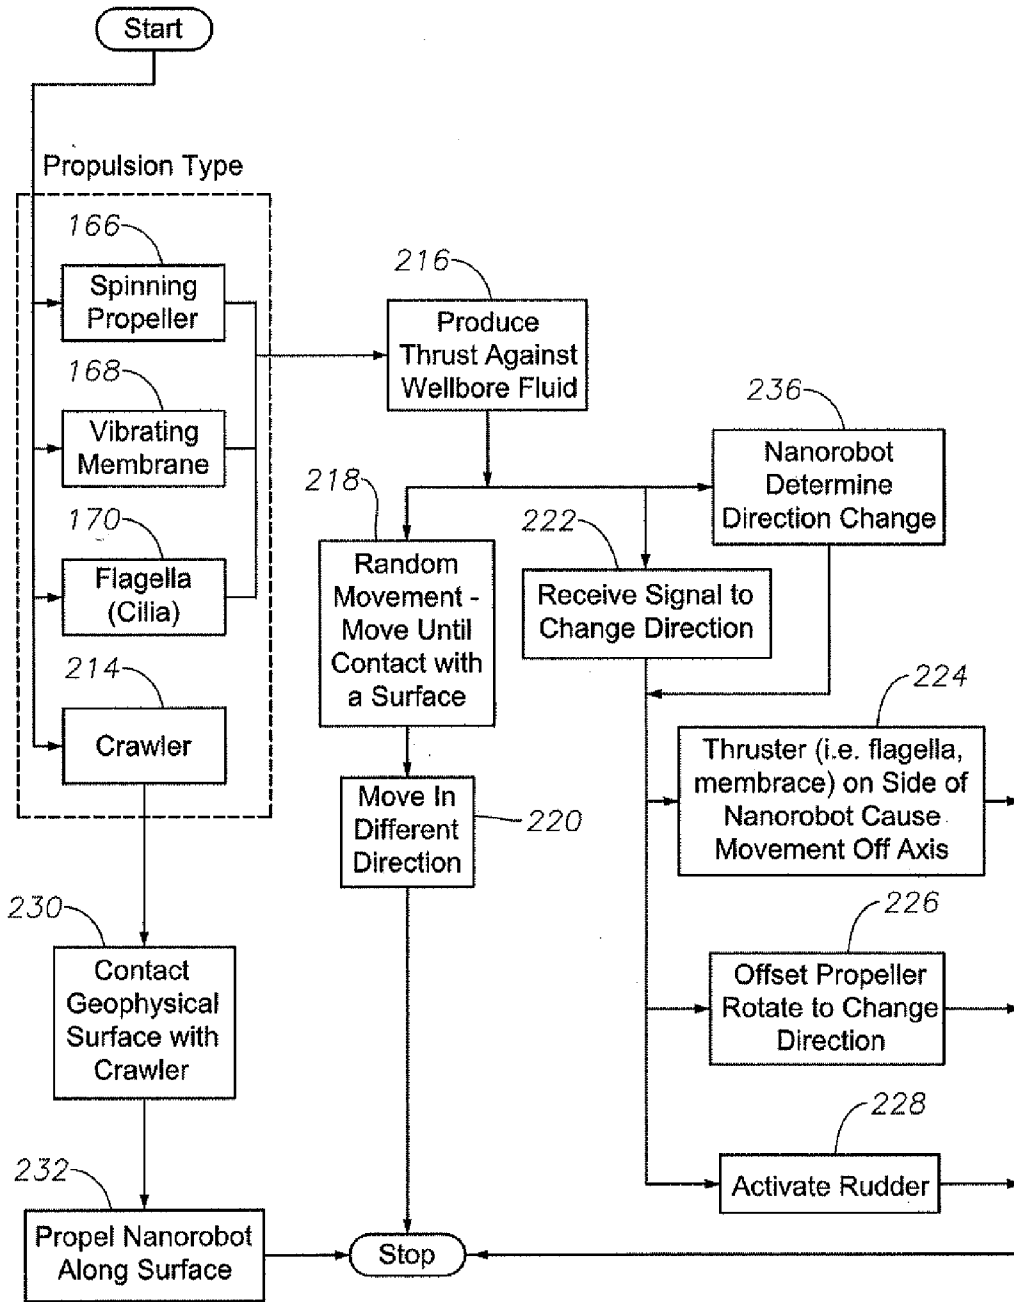 Start
Propulsion Type
166
Spinning
Propeller
168
Vibrating
Membrane
170
Flagella
(Cilia)
214
Crawler
216
Produce
Thrust Against
Wellbore Fluid
218
Random
Movement -
Move Until
Contact with
a Surface
220
Move In
Different
Direction
222
Receive Signal to
Change Direction
236
Nanorobot
Determine
Direction Change
224
Thruster (i.e. flagella,
membrace) on Side of
Nanorobot Cause
Movement Off Axis
226
Offset Propeller
Rotate to Change
Direction
228
Activate Rudder
230
Contact
Geophysical
Surface with
Crawler
232
Propel Nanorobot
Along Surface
Stop